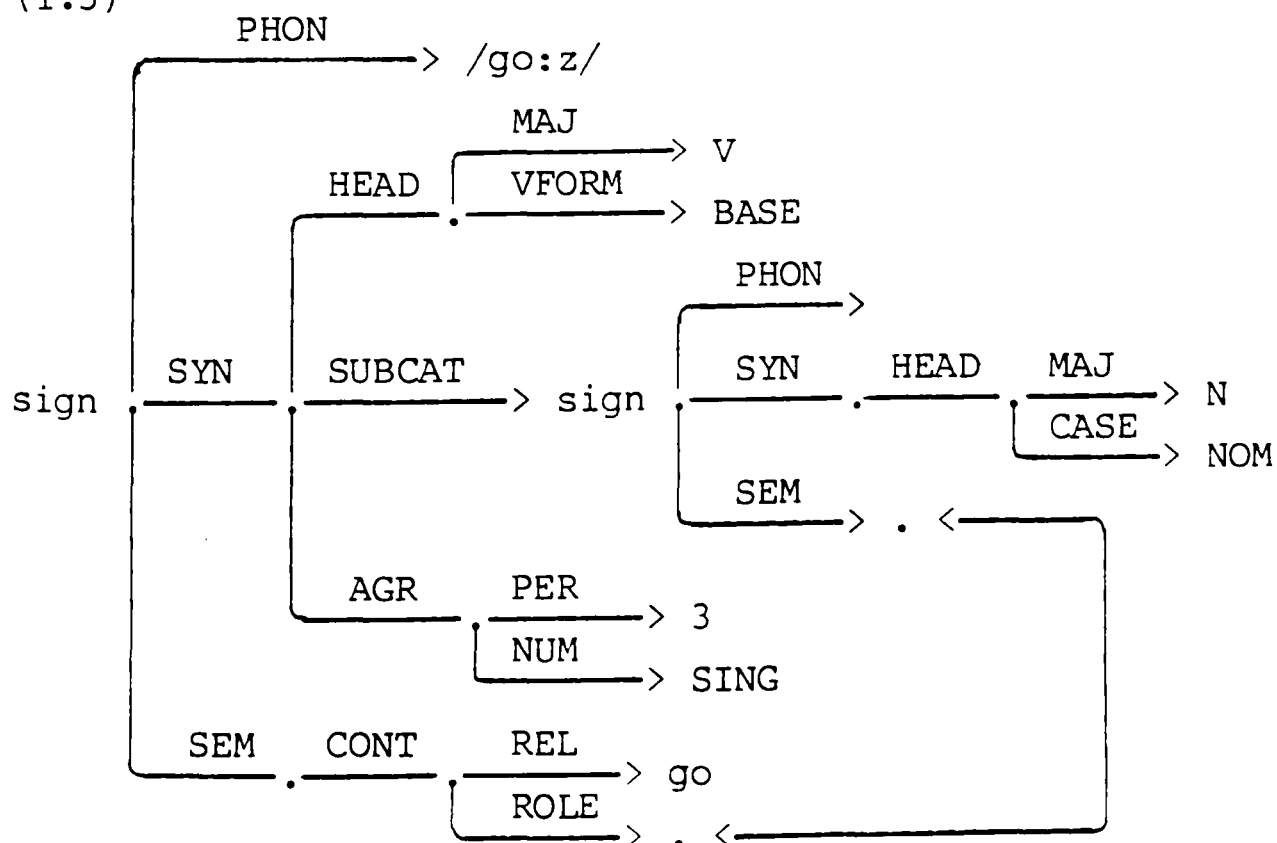 (1.5)
PHON
> /go:z/
MAJ
> V
HEAD VFORM
> BASE
PHON
>
SYN SUBCAT SYN HEAD MAJ
sign > sign > N
CASE
> NOM
SEM
> . <
AGR PER
> 3
NUM
> SING
SEM CONT REL
> go
ROLE
> . <